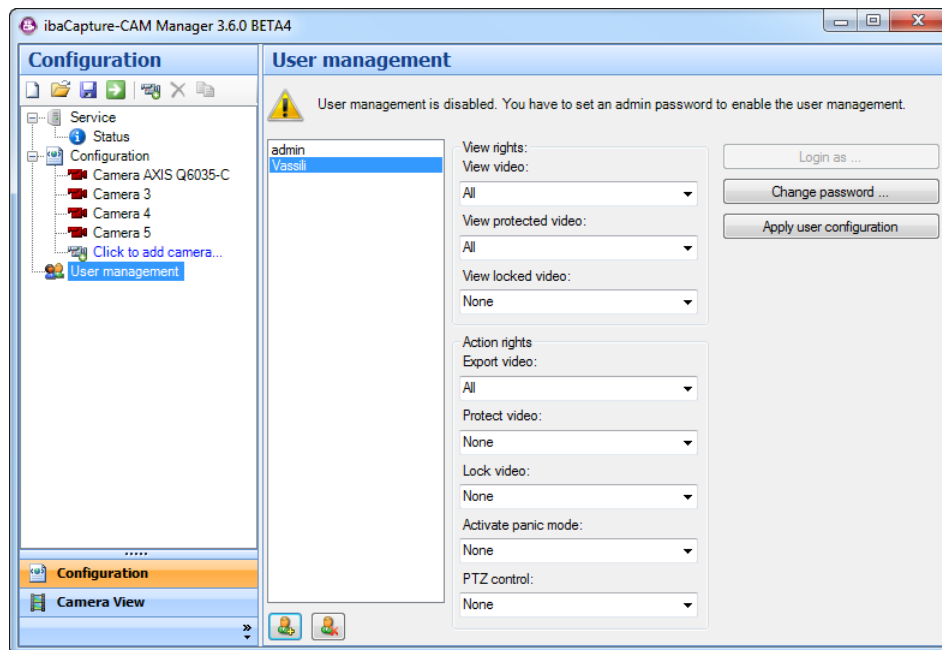 ibaCapture-CAM Manager 3.6.0 BETA4
Configuration
Service
Status
Configuration
Camera AXIS Q6035-C
Camera 3
Camera 4
Camera 5
Click to add camera...
User management
Configuration
Camera View
User management
User management is disabled. You have to set an admin password to enable the user management.
admin
Vassili
View rights:
View video:
All
View protected video:
All
View locked video:
None
Action rights
Export video:
All
Protect video:
None
Lock video:
None
Activate panic mode:
None
PTZ control:
None
Login as ...
Change password ...
Apply user configuration